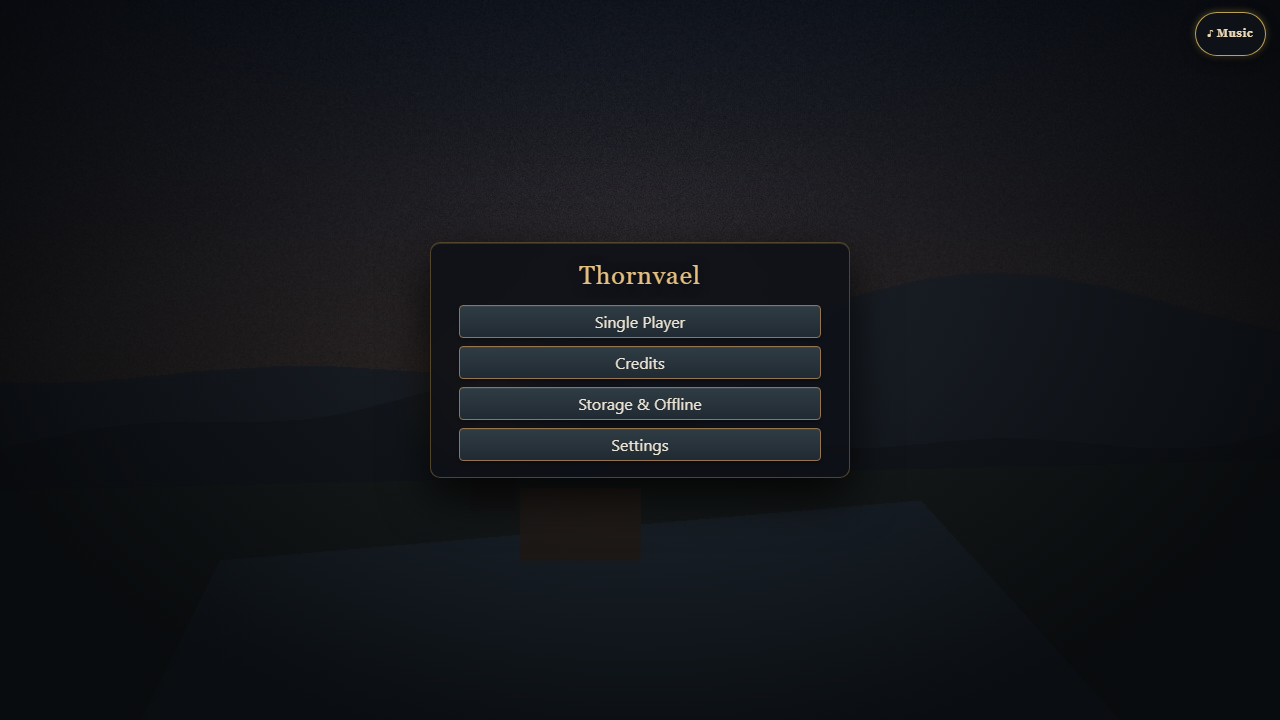 ♪ Music
Thornvael
Single Player
Credits
Storage & Offline
Settings